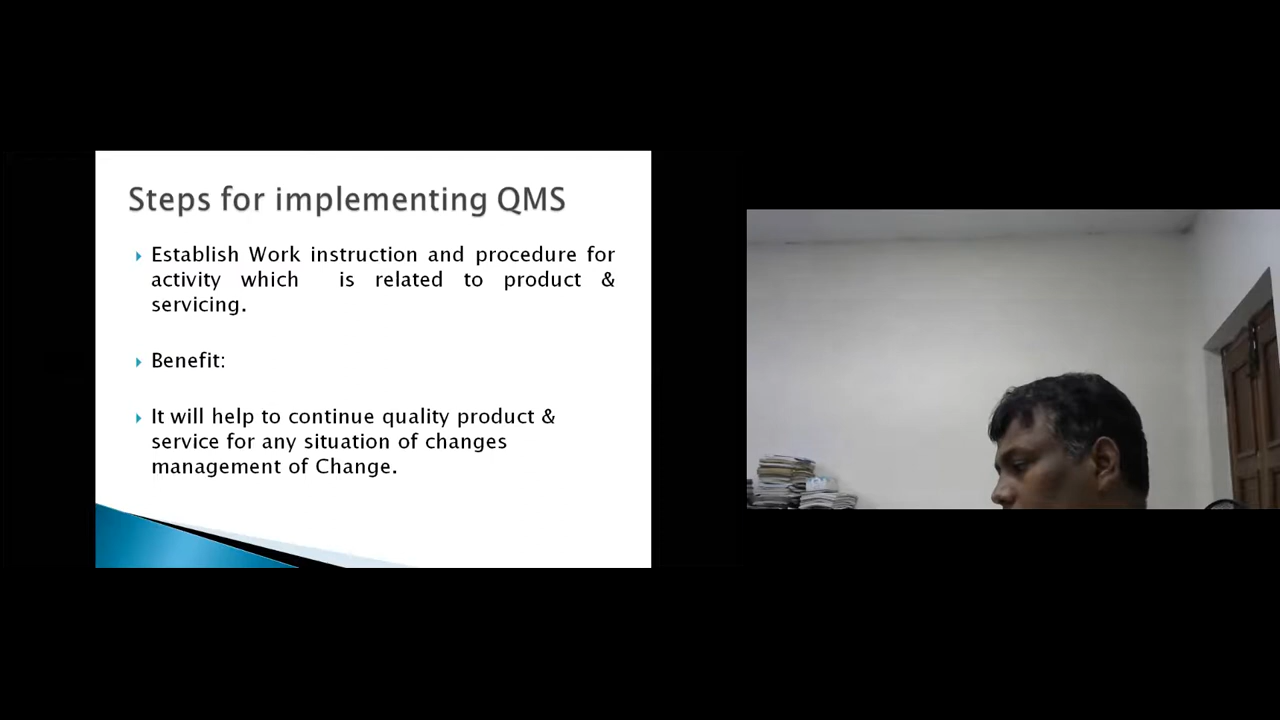 Steps for implementing QMS
Establish Work instruction and procedure for
activity which is related to product &
servicing.
Benefit:
It will help to continue quality product &
service for any situation of changes
management of Change.